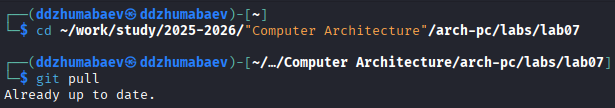 ┌──(ddzhumabaev㉿ ddzhumabaev)-[~]
└─$ cd ~/work/study/2025-2026/"Computer Architecture"/arch-pc/labs/lab07
┌──(ddzhumabaev㉿ ddzhumabaev)-[~/…/Computer Architecture/arch-pc/labs/lab07]
└─$ git pull
Already up to date.